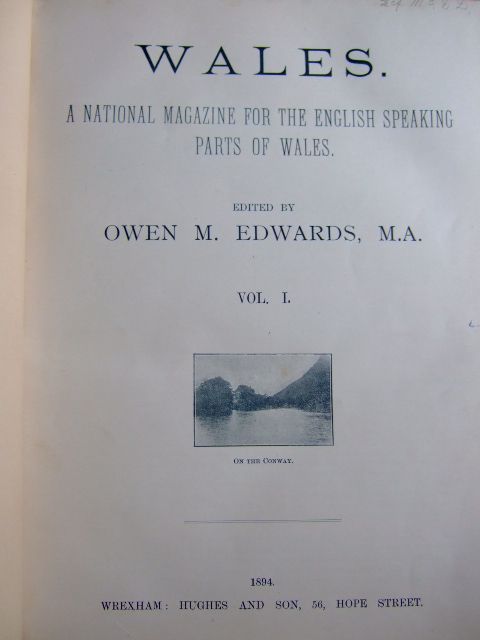 WALES.
A NATIONAL MAGAZINE FOR THE ENGLISH SPEAKING
PARTS OF WALES.
EDITED BY
OWEN M. EDWARDS, M.A.
VOL. I.
ON THE CONWAY.
1894.
WREXHAM: HUGHES AND SON, 56, HOPE STREET.